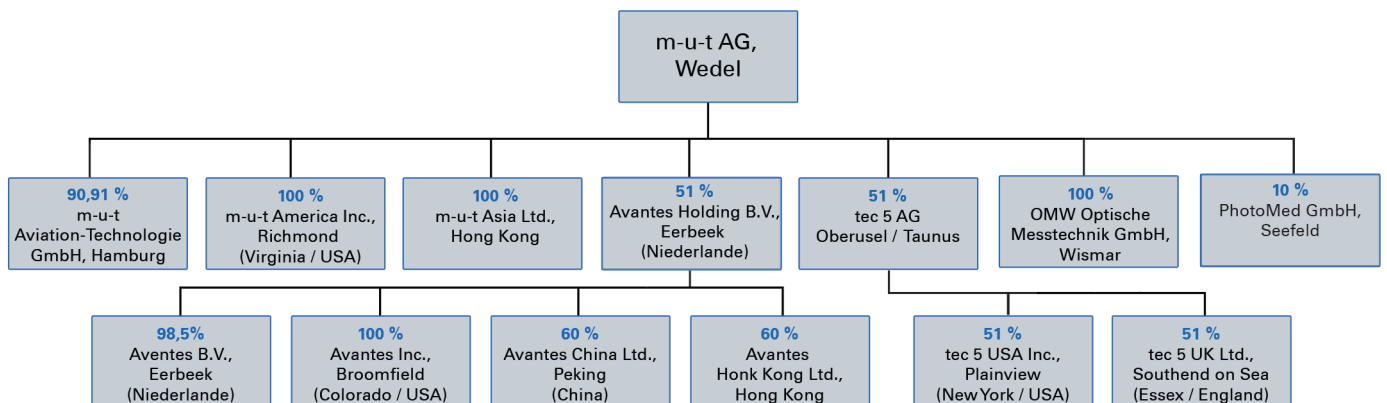 m-u-t AG,
Wedel
90,91 %
m-u-t
Aviation-Technologie
GmbH, Hamburg
100 %
m-u-t America Inc.,
Richmond
(Virginia / USA)
100 %
m-u-t Asia Ltd.,
Hong Kong
51 %
Avantes Holding B.V.,
Eerbeek
(Niederlande)
51 %
tec 5 AG
Oberusel / Taunus
100 %
OMW Optische
Messtechnik GmbH,
Wismar
10 %
PhotoMed GmbH,
Seefeld
98,5%
Aventes B.V.,
Eerbeek
(Niederlande)
100 %
Avantes Inc.,
Broomfield
(Colorado / USA)
60 %
Avantes China Ltd.,
Peking
(China)
60 %
Avantes
Honk Kong Ltd.,
Hong Kong
51 %
tec 5 USA Inc.,
Plainview
(New York / USA)
51 %
tec 5 UK Ltd.,
Southend on Sea
(Essex / England)